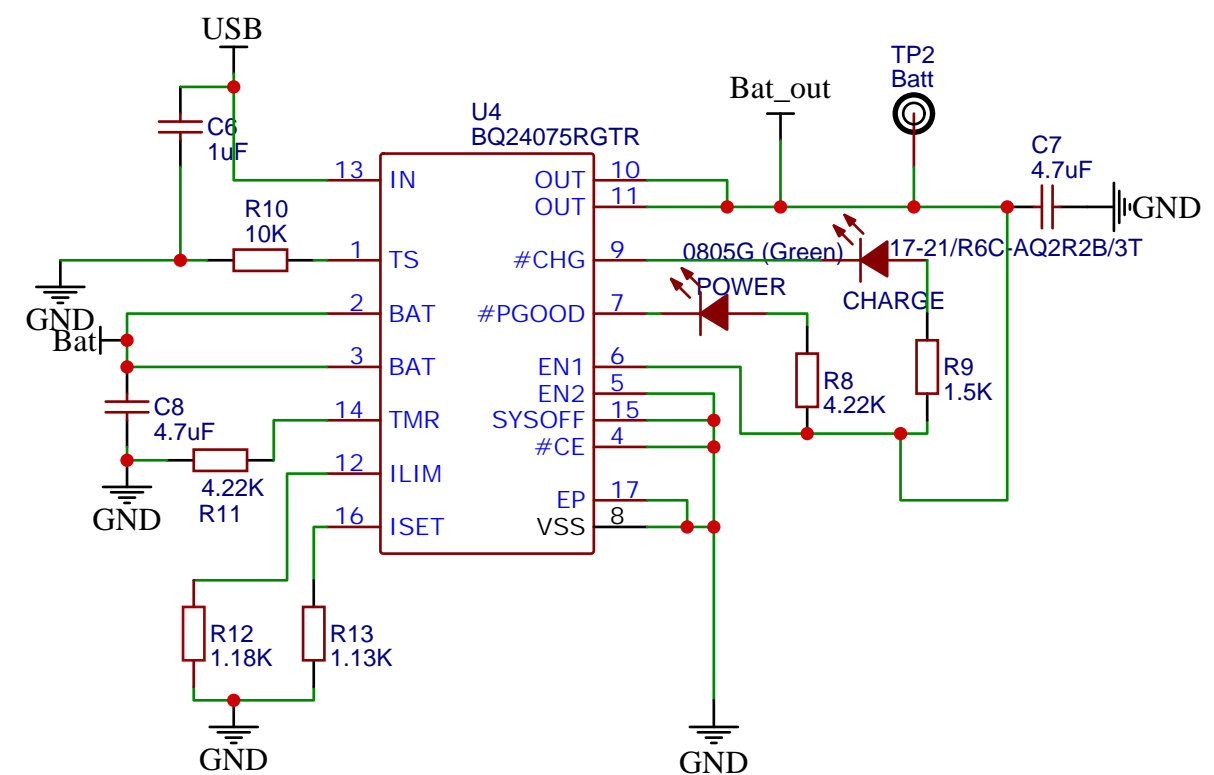 USB
C6
1uF
R10
10K
GND
Bat
C8
4.7uF
4.22K
R11
GND
R12
1.18K
R13
1.13K
GND
U4
BQ24075RGTR
13 IN
1 TS
2 BAT
3 BAT
14 TMR
12 ILIM
16 ISET
OUT 10
OUT 11
#CHG 9
#PGOOD 7
EN1 6
EN2 5
SYSOFF 15
#CE 4
EP 17
VSS 8
Bat_out
TP2
Batt
C7
4.7uF
GND
0805G (Green)
POWER
17-21/R6C-AQ2R2B/3T
CHARGE
R8
4.22K
R9
1.5K
GND